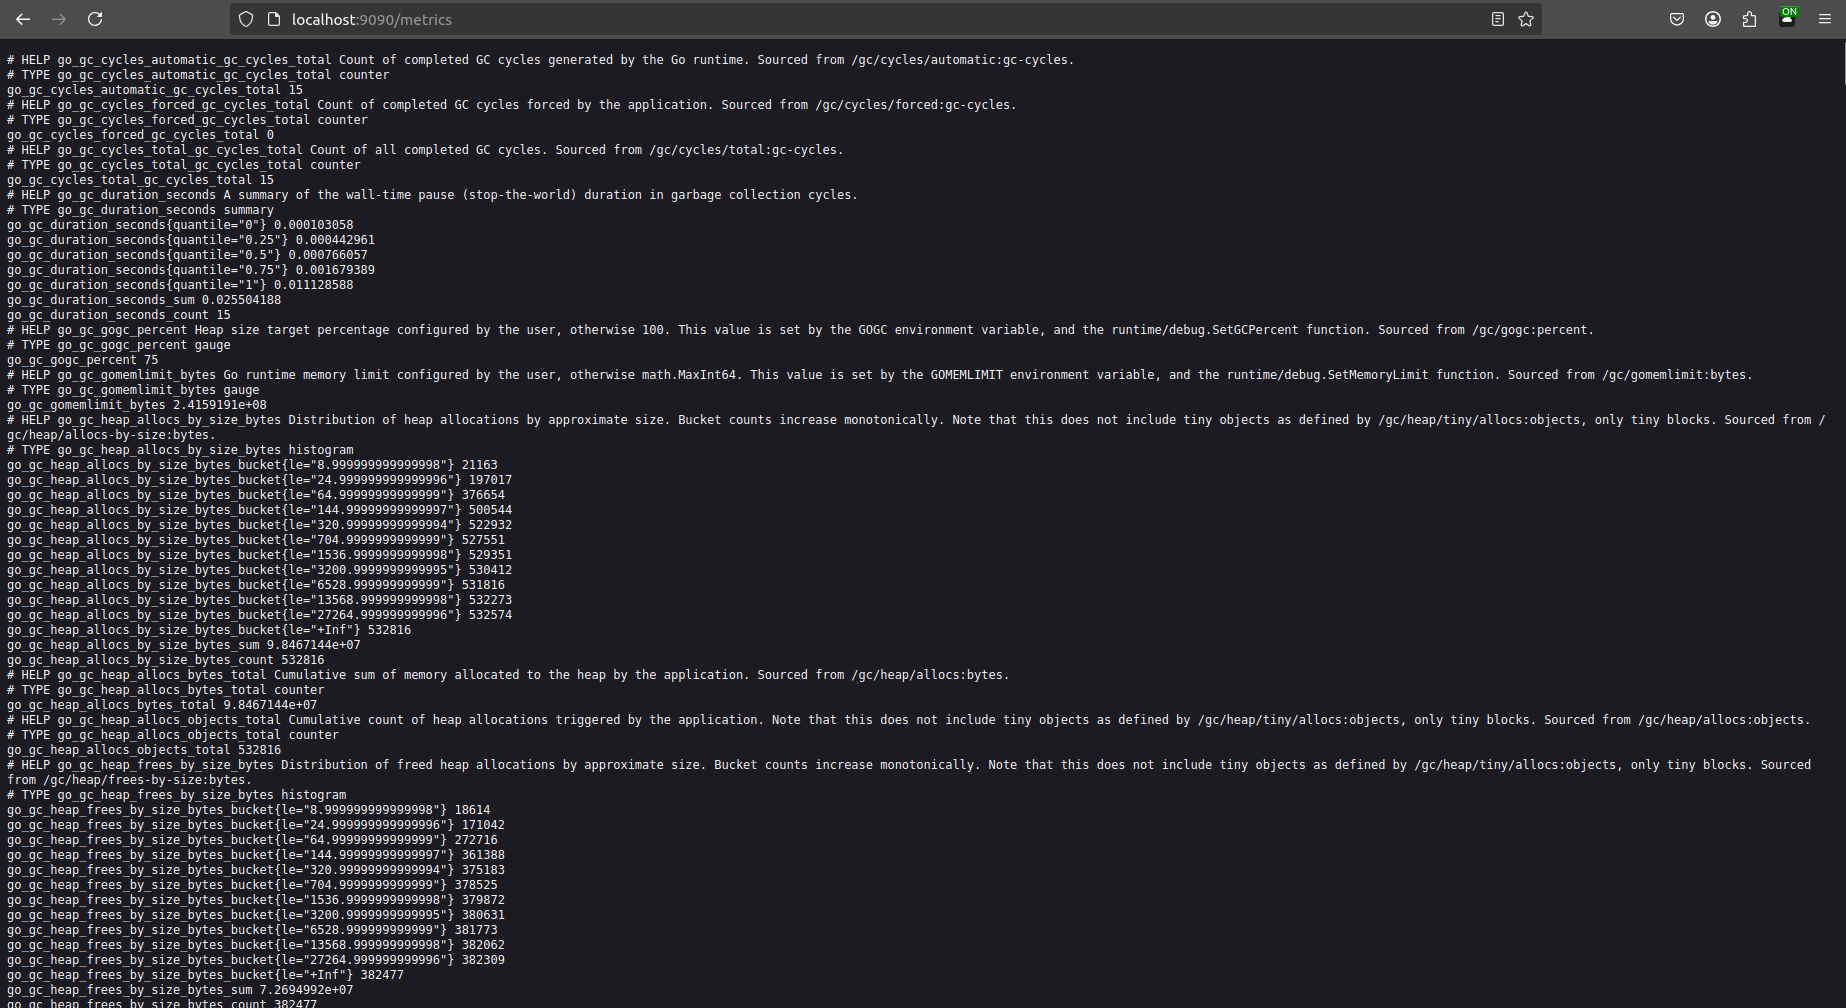 localhost:9090/metrics
ON
# HELP go_gc_cycles_automatic_gc_cycles_total Count of completed GC cycles generated by the Go runtime. Sourced from /gc/cycles/automatic:gc-cycles.
# TYPE go_gc_cycles_automatic_gc_cycles_total counter
go_gc_cycles_automatic_gc_cycles_total 15
# HELP go_gc_cycles_forced_gc_cycles_total Count of completed GC cycles forced by the application. Sourced from /gc/cycles/forced:gc-cycles.
# TYPE go_gc_cycles_forced_gc_cycles_total counter
go_gc_cycles_forced_gc_cycles_total 0
# HELP go_gc_cycles_total_gc_cycles_total Count of all completed GC cycles. Sourced from /gc/cycles/total:gc-cycles.
# TYPE go_gc_cycles_total_gc_cycles_total counter
go_gc_cycles_total_gc_cycles_total 15
# HELP go_gc_duration_seconds A summary of the wall-time pause (stop-the-world) duration in garbage collection cycles.
# TYPE go_gc_duration_seconds summary
go_gc_duration_seconds{quantile="0"} 0.000103058
go_gc_duration_seconds{quantile="0.25"} 0.000442961
go_gc_duration_seconds{quantile="0.5"} 0.000766057
go_gc_duration_seconds{quantile="0.75"} 0.001679389
go_gc_duration_seconds{quantile="1"} 0.011128588
go_gc_duration_seconds_sum 0.025504188
go_gc_duration_seconds_count 15
# HELP go_gc_gogc_percent Heap size target percentage configured by the user, otherwise 100. This value is set by the GOGC environment variable, and the runtime/debug.SetGCPercent function. Sourced from /gc/gogc:percent.
# TYPE go_gc_gogc_percent gauge
go_gc_gogc_percent 75
# HELP go_gc_gomemlimit_bytes Go runtime memory limit configured by the user, otherwise math.MaxInt64. This value is set by the GOMEMLIMIT environment variable, and the runtime/debug.SetMemoryLimit function. Sourced from /gc/gomemlimit:bytes.
# TYPE go_gc_gomemlimit_bytes gauge
go_gc_gomemlimit_bytes 2.4159191e+08
# HELP go_gc_heap_allocs_by_size_bytes Distribution of heap allocations by approximate size. Bucket counts increase monotonically. Note that this does not include tiny objects as defined by /gc/heap/tiny/allocs:objects, only tiny blocks. Sourced from /
gc/heap/allocs-by-size:bytes.
# TYPE go_gc_heap_allocs_by_size_bytes histogram
go_gc_heap_allocs_by_size_bytes_bucket{le="8.999999999999998"} 21163
go_gc_heap_allocs_by_size_bytes_bucket{le="24.999999999999996"} 197017
go_gc_heap_allocs_by_size_bytes_bucket{le="64.99999999999999"} 376654
go_gc_heap_allocs_by_size_bytes_bucket{le="144.99999999999997"} 500544
go_gc_heap_allocs_by_size_bytes_bucket{le="320.99999999999994"} 522932
go_gc_heap_allocs_by_size_bytes_bucket{le="704.9999999999999"} 527551
go_gc_heap_allocs_by_size_bytes_bucket{le="1536.9999999999998"} 529351
go_gc_heap_allocs_by_size_bytes_bucket{le="3200.9999999999995"} 530412
go_gc_heap_allocs_by_size_bytes_bucket{le="6528.999999999999"} 531816
go_gc_heap_allocs_by_size_bytes_bucket{le="13568.999999999998"} 532273
go_gc_heap_allocs_by_size_bytes_bucket{le="27264.999999999996"} 532574
go_gc_heap_allocs_by_size_bytes_bucket{le="+Inf"} 532816
go_gc_heap_allocs_by_size_bytes_sum 9.8467144e+07
go_gc_heap_allocs_by_size_bytes_count 532816
# HELP go_gc_heap_allocs_bytes_total Cumulative sum of memory allocated to the heap by the application. Sourced from /gc/heap/allocs:bytes.
# TYPE go_gc_heap_allocs_bytes_total counter
go_gc_heap_allocs_bytes_total 9.8467144e+07
# HELP go_gc_heap_allocs_objects_total Cumulative count of heap allocations triggered by the application. Note that this does not include tiny objects as defined by /gc/heap/tiny/allocs:objects, only tiny blocks. Sourced from /gc/heap/allocs:objects.
# TYPE go_gc_heap_allocs_objects_total counter
go_gc_heap_allocs_objects_total 532816
# HELP go_gc_heap_frees_by_size_bytes Distribution of freed heap allocations by approximate size. Bucket counts increase monotonically. Note that this does not include tiny objects as defined by /gc/heap/tiny/allocs:objects, only tiny blocks. Sourced
from /gc/heap/frees-by-size:bytes.
# TYPE go_gc_heap_frees_by_size_bytes histogram
go_gc_heap_frees_by_size_bytes_bucket{le="8.999999999999998"} 18614
go_gc_heap_frees_by_size_bytes_bucket{le="24.999999999999996"} 171042
go_gc_heap_frees_by_size_bytes_bucket{le="64.99999999999999"} 272716
go_gc_heap_frees_by_size_bytes_bucket{le="144.99999999999997"} 361388
go_gc_heap_frees_by_size_bytes_bucket{le="320.99999999999994"} 375183
go_gc_heap_frees_by_size_bytes_bucket{le="704.9999999999999"} 378525
go_gc_heap_frees_by_size_bytes_bucket{le="1536.9999999999998"} 379872
go_gc_heap_frees_by_size_bytes_bucket{le="3200.9999999999995"} 380631
go_gc_heap_frees_by_size_bytes_bucket{le="6528.999999999999"} 381773
go_gc_heap_frees_by_size_bytes_bucket{le="13568.999999999998"} 382062
go_gc_heap_frees_by_size_bytes_bucket{le="27264.999999999996"} 382309
go_gc_heap_frees_by_size_bytes_bucket{le="+Inf"} 382477
go_gc_heap_frees_by_size_bytes_sum 7.2694992e+07
go_gc_heap_frees_by_size_bytes_count 382477